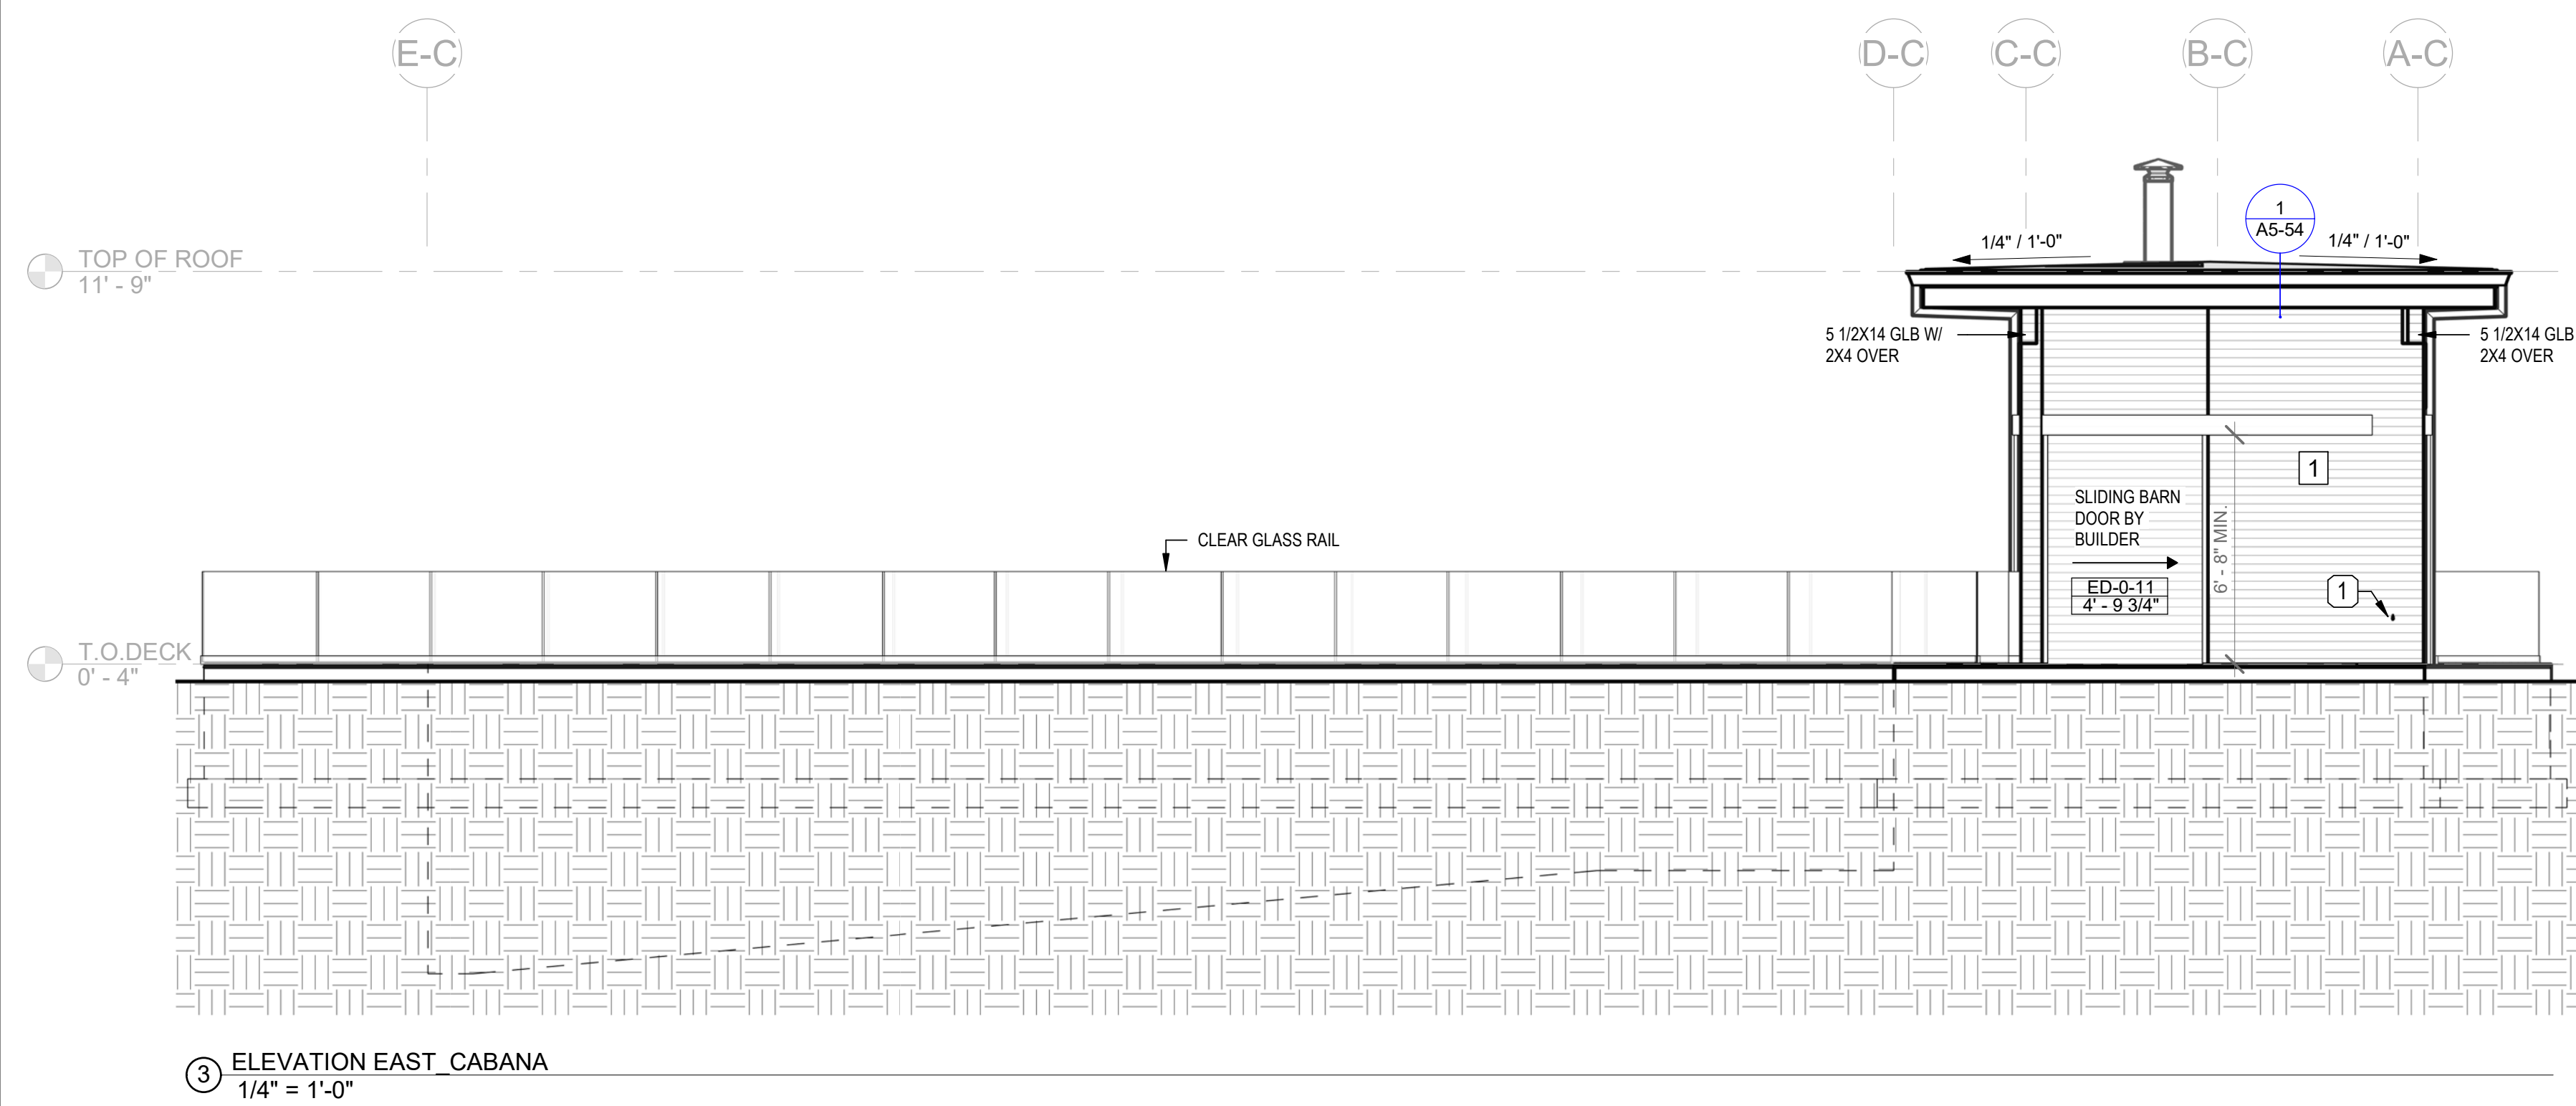 E-C
D-C
C-C
B-C
A-C
1
A5-54
1/4" / 1'-0"
1/4" / 1'-0"
TOP OF ROOF
11' - 9"
5 1/2X14 GLB W/
2X4 OVER
5 1/2X14 GLB
2X4 OVER
1
SLIDING BARN
DOOR BY
BUILDER
6' - 8" MIN.
CLEAR GLASS RAIL
ED-0-11
4' - 9 3/4"
1
T.O.DECK
0' - 4"
3
ELEVATION EAST_CABANA
1/4" = 1'-0"